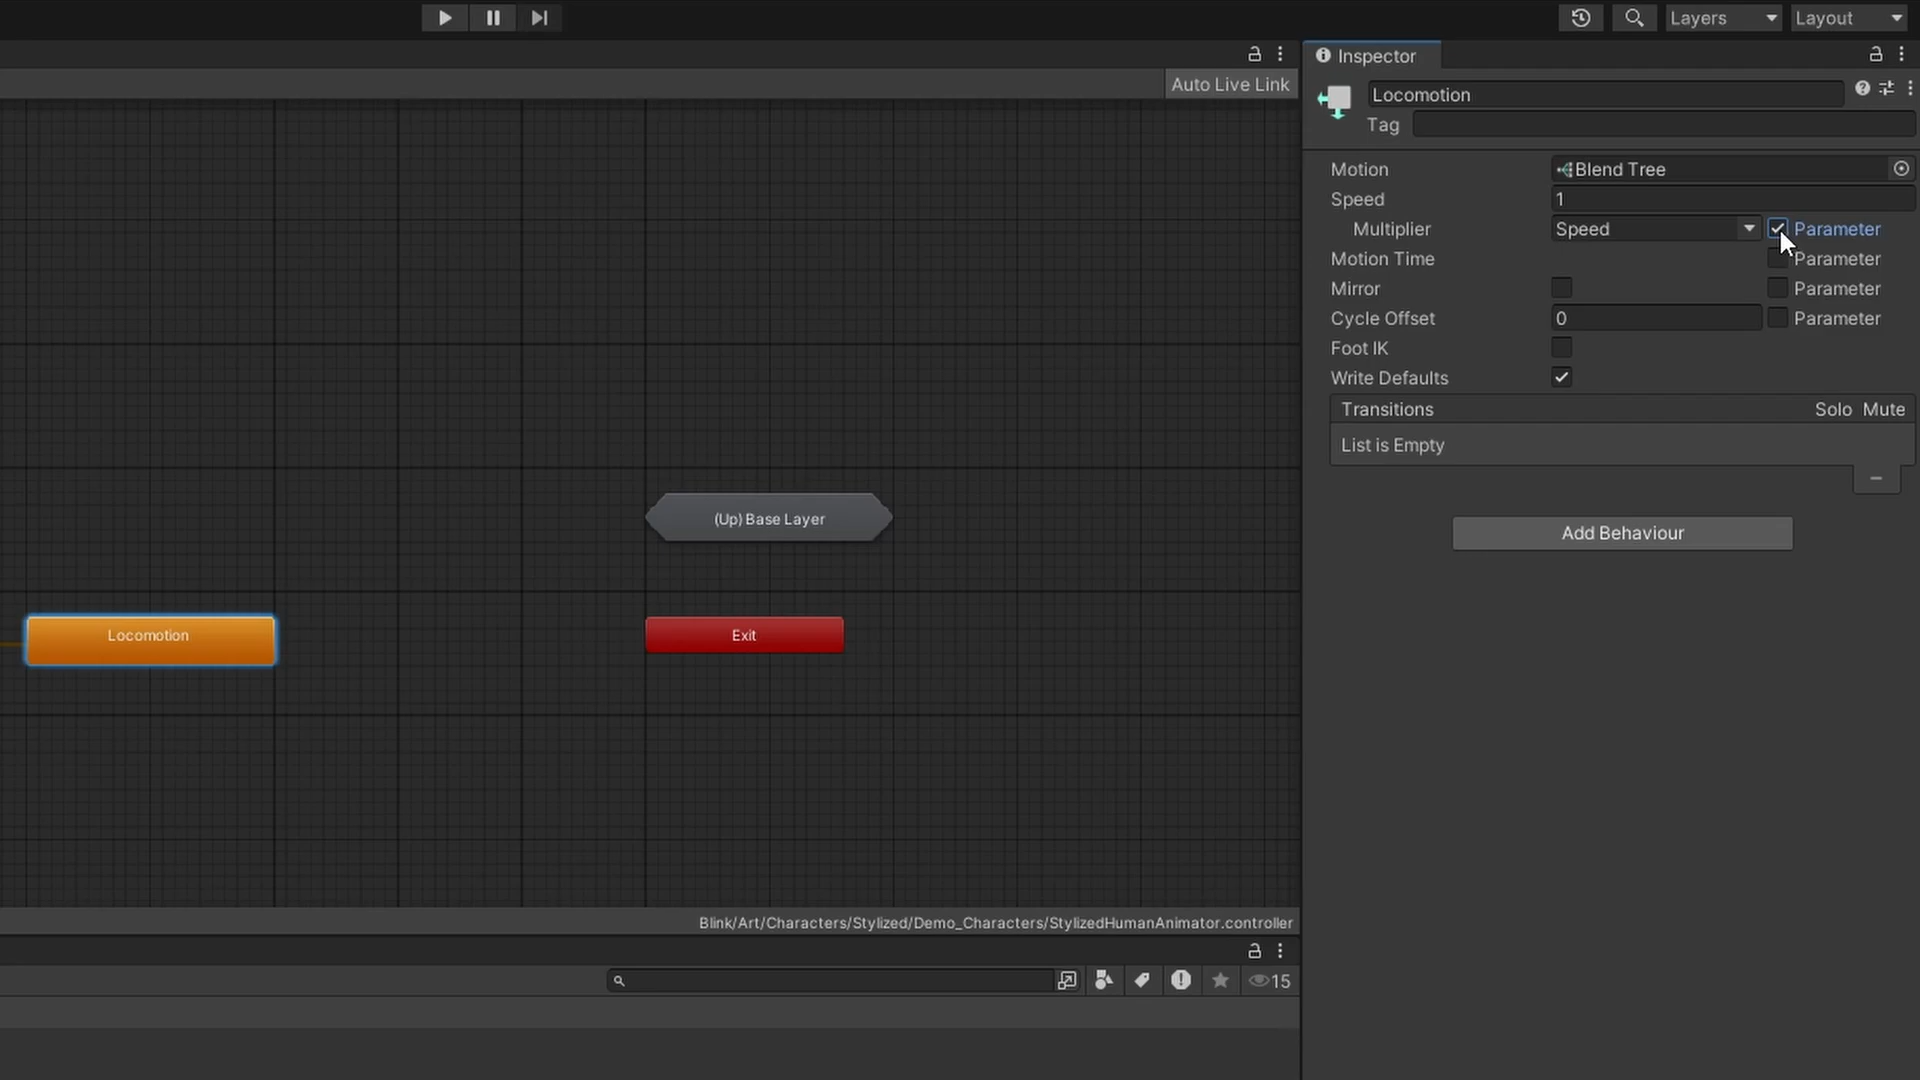 Layers
Layout
Inspector
Auto Live Link
Locomotion
Tag
Motion Blend Tree
Speed 1
Multiplier Speed Parameter
Motion Time Parameter
Mirror Parameter
Cycle Offset 0 Parameter
Foot IK
Write Defaults
Transitions Solo Mute
List is Empty
Add Behaviour
(Up) Base Layer
Locomotion
Exit
Blink/Art/Characters/Stylized/Demo_Characters/StylizedHumanAnimator.controller
15